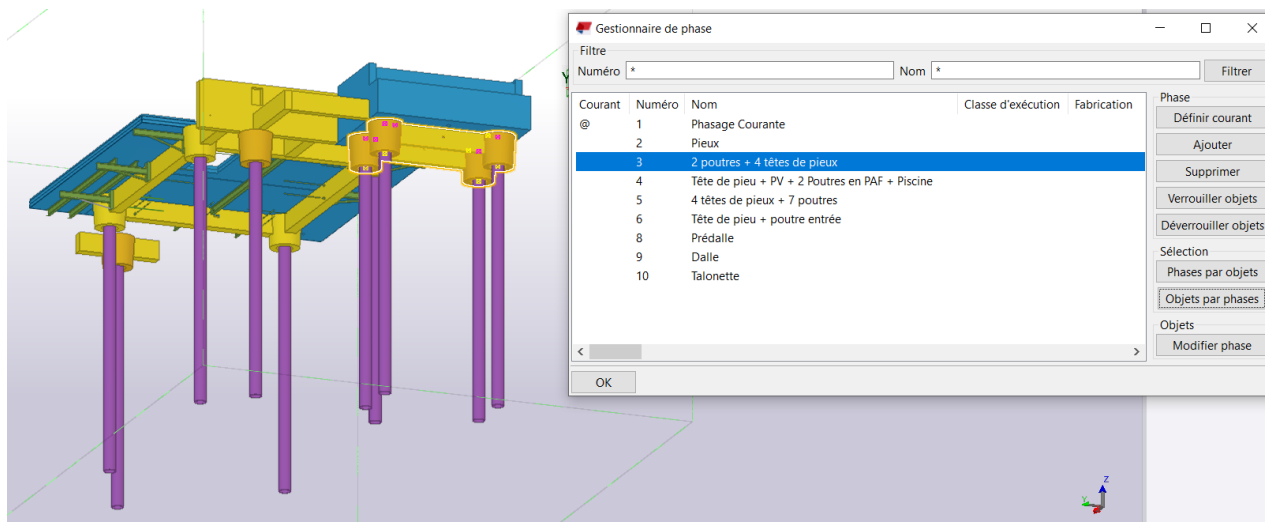 Gestionnaire de phase
Filtre
Numéro * Nom * Filtrer
Courant Numéro Nom Classe d'exécution Fabrication
@ 1 Phasage Courante
2 Pieux
3 2 poutres + 4 têtes de pieux
4 Tête de pieu + PV + 2 Poutres en PAF + Piscine
5 4 têtes de pieux + 7 poutres
6 Tête de pieu + poutre entrée
8 Prédalle
9 Dalle
10 Talonette
Phase
Définir courant
Ajouter
Supprimer
Verrouiller objets
Déverrouiller objets
Sélection
Phases par objets
Objets par phases
Objets
Modifier phase
OK
Y
Z
Y